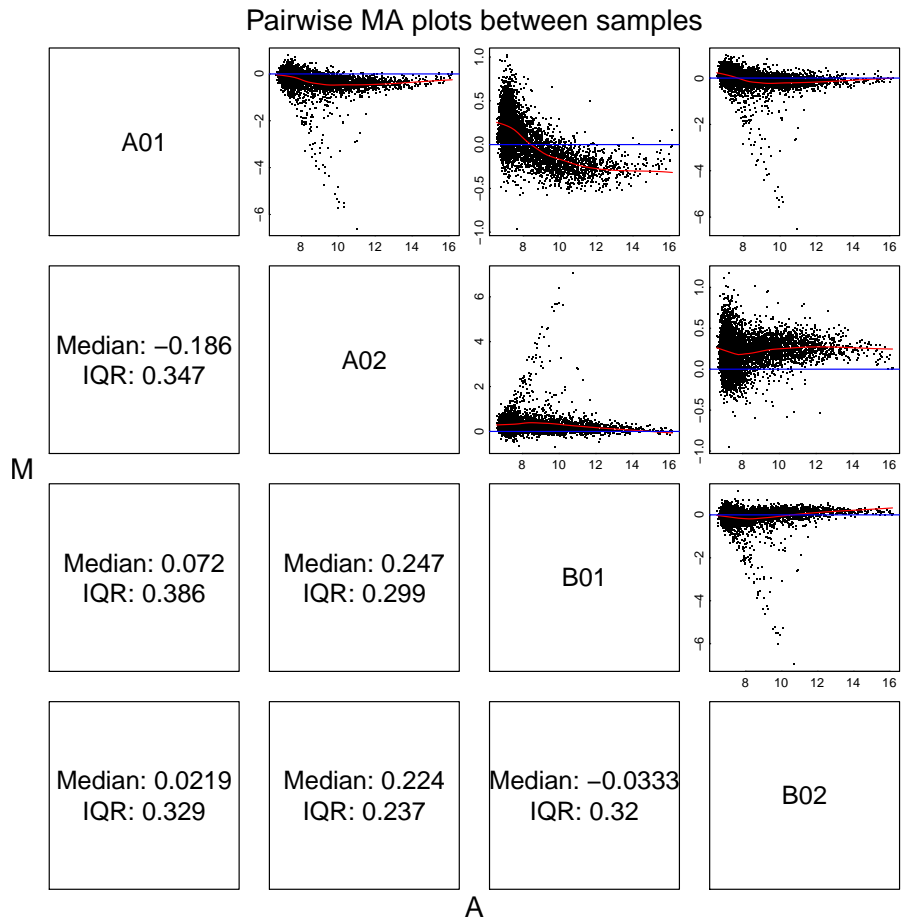 Pairwise MA plots between samples
A01
0
−2
−4
−6
8 10 12 14 16
1.0
0.5
0.0
−0.5
−1.0
8 10 12 14 16
0
−2
−4
−6
8 10 12 14 16
Median: −0.186
IQR: 0.347
A02
6
4
2
0
8 10 12 14 16
1.0
0.5
0.0
−0.5
−1.0
8 10 12 14 16
M
Median: 0.072
IQR: 0.386
Median: 0.247
IQR: 0.299
B01
0
−2
−4
−6
8 10 12 14 16
Median: 0.0219
IQR: 0.329
Median: 0.224
IQR: 0.237
Median: −0.0333
IQR: 0.32
B02
A